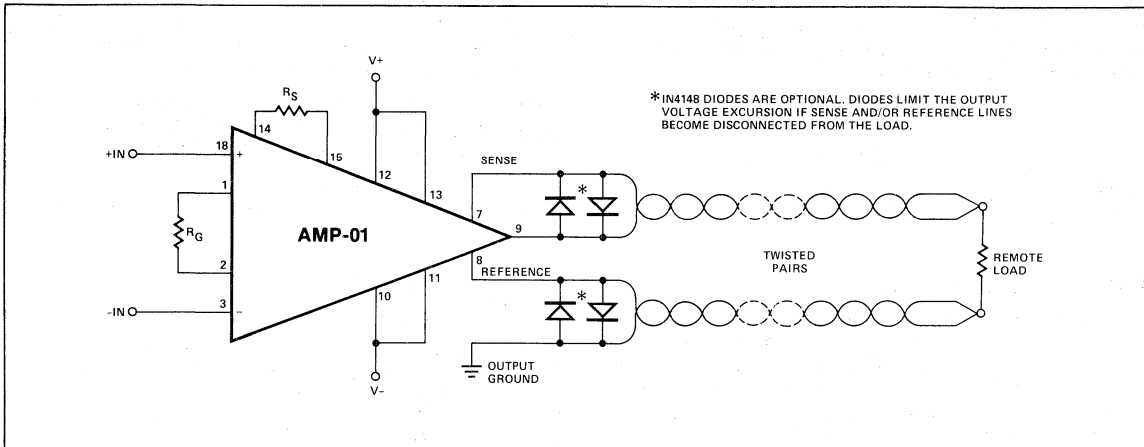 V+
R_S
14
15
*IN4148 DIODES ARE OPTIONAL. DIODES LIMIT THE OUTPUT
VOLTAGE EXCURSION IF SENSE AND/OR REFERENCE LINES
BECOME DISCONNECTED FROM THE LOAD.
+IN
18
+
12
13
SENSE
1
*
7
R_G
AMP-01
9
TWISTED
PAIRS
REMOTE
LOAD
2
8
REFERENCE
11
*
-IN
3
-
10
OUTPUT
GROUND
V-